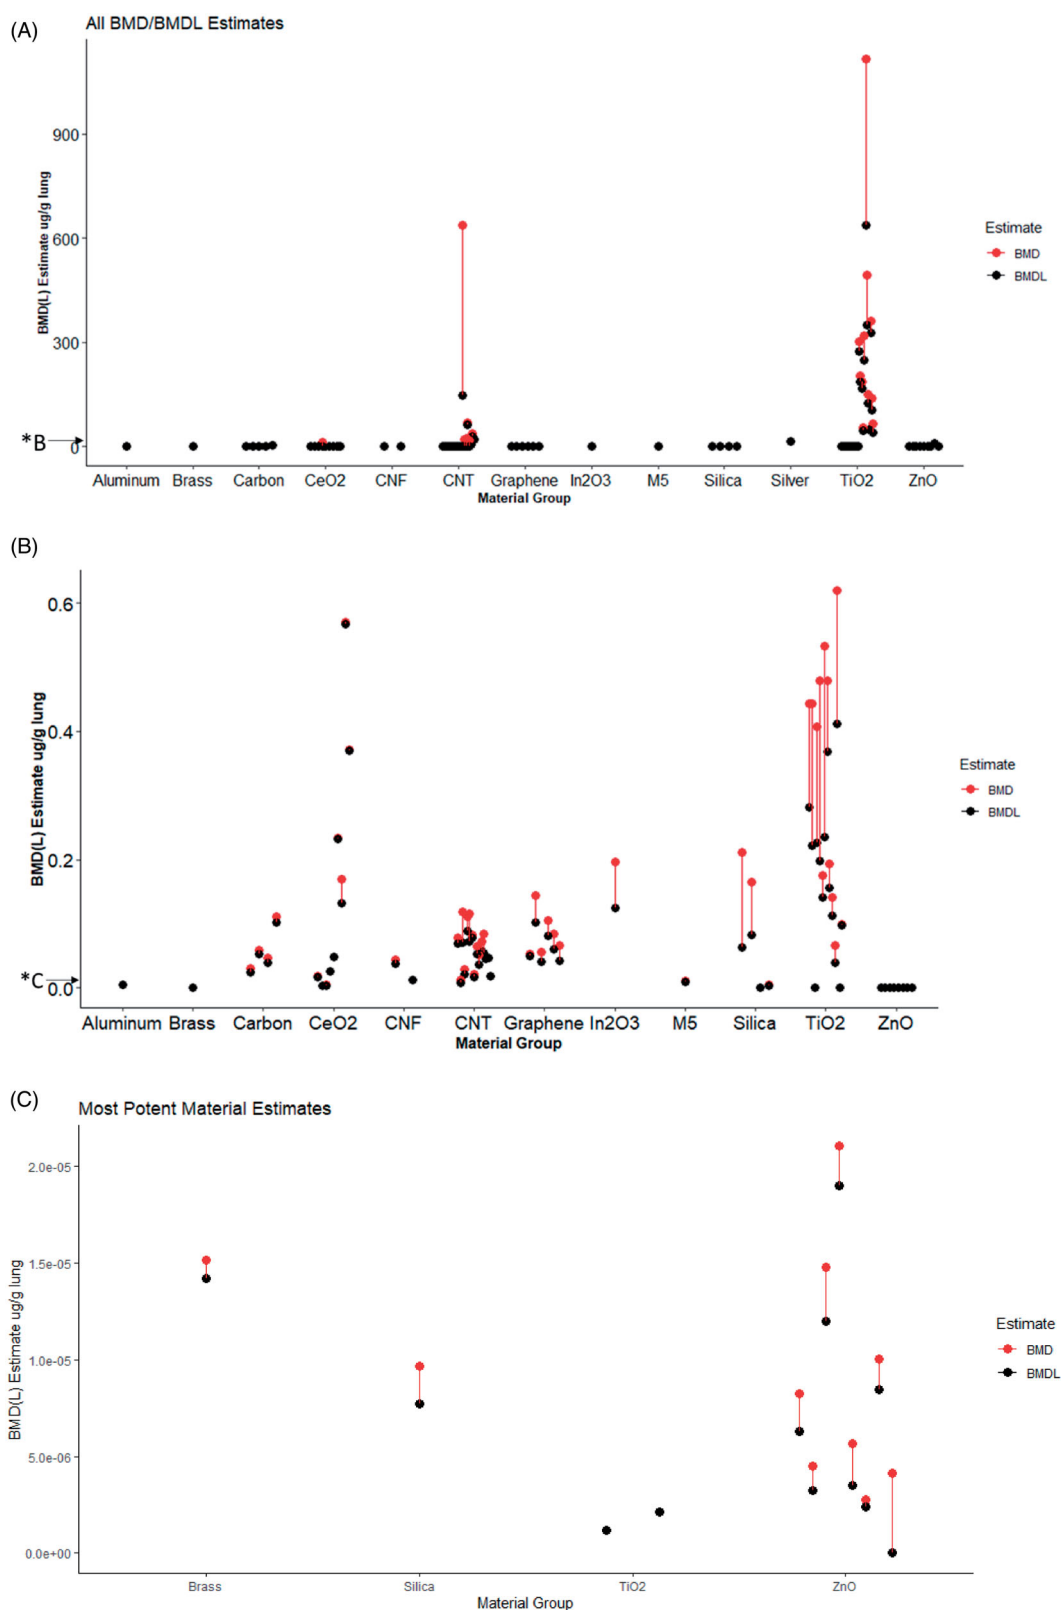 (A)
All BMD/BMDL Estimates
BMD(L) Estimate ug/g lung
900
600
300
0
*B
Aluminum Brass Carbon CeO2 CNF CNT Graphene In2O3 M5 Silica Silver TiO2 ZnO
Material Group
Estimate
BMD
BMDL
(B)
BMD(L) Estimate ug/g lung
0.6
0.4
0.2
0.0
*C
Aluminum Brass Carbon CeO2 CNF CNT Graphene In2O3 M5 Silica TiO2 ZnO
Material Group
Estimate
BMD
BMDL
(C)
Most Potent Material Estimates
BMD(L) Estimate ug/g lung
2.0e-05
1.5e-05
1.0e-05
5.0e-06
0.0e+00
Brass Silica TiO2 ZnO
Material Group
Estimate
BMD
BMDL